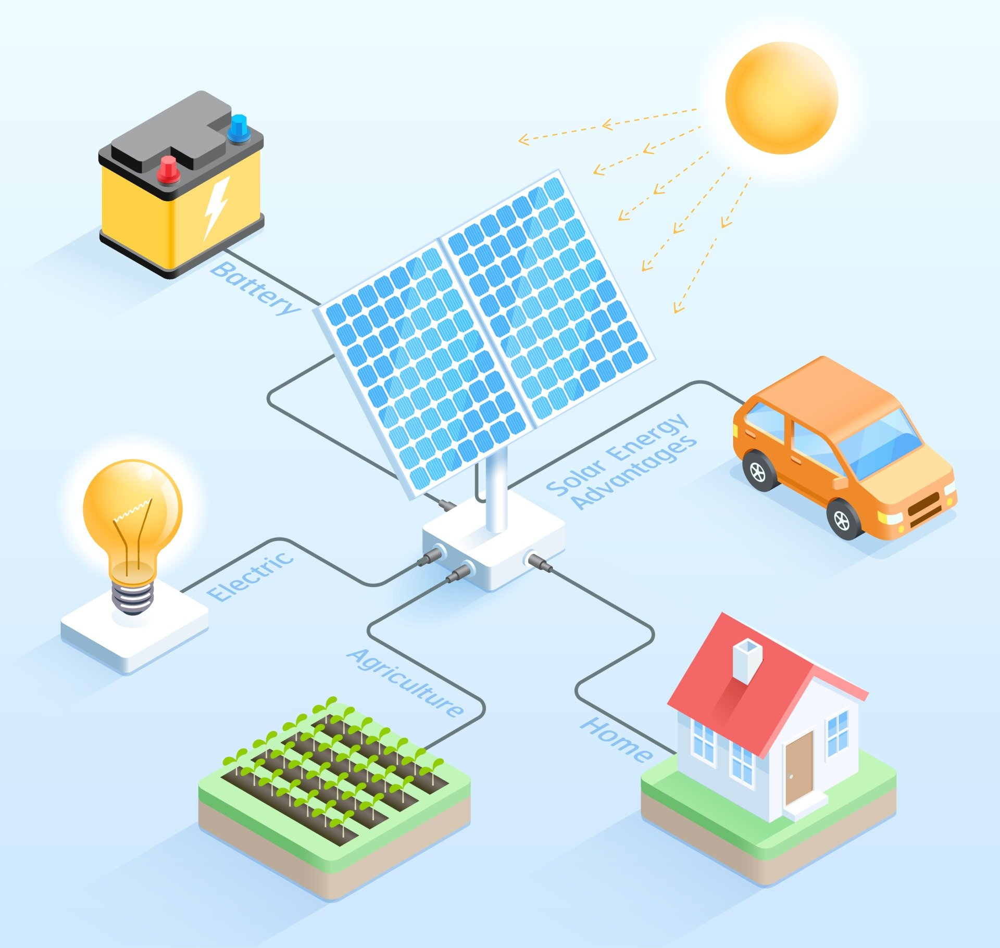 Battery
Solar Energy
Advantages
Electric
Agriculture
Home